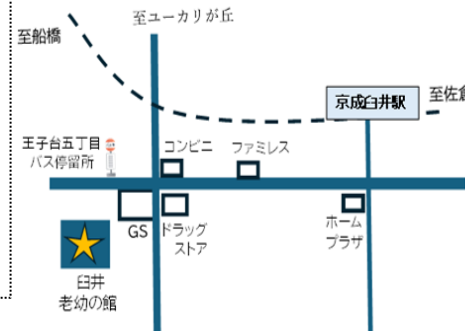 至ユーカリが丘
至船橋
京成臼井駅
至佐倉
王子台五丁目
バス停留所
コンビニ
ファミレス
GS
ドラッグ
ストア
ホーム
プラザ
臼井
老幼の館